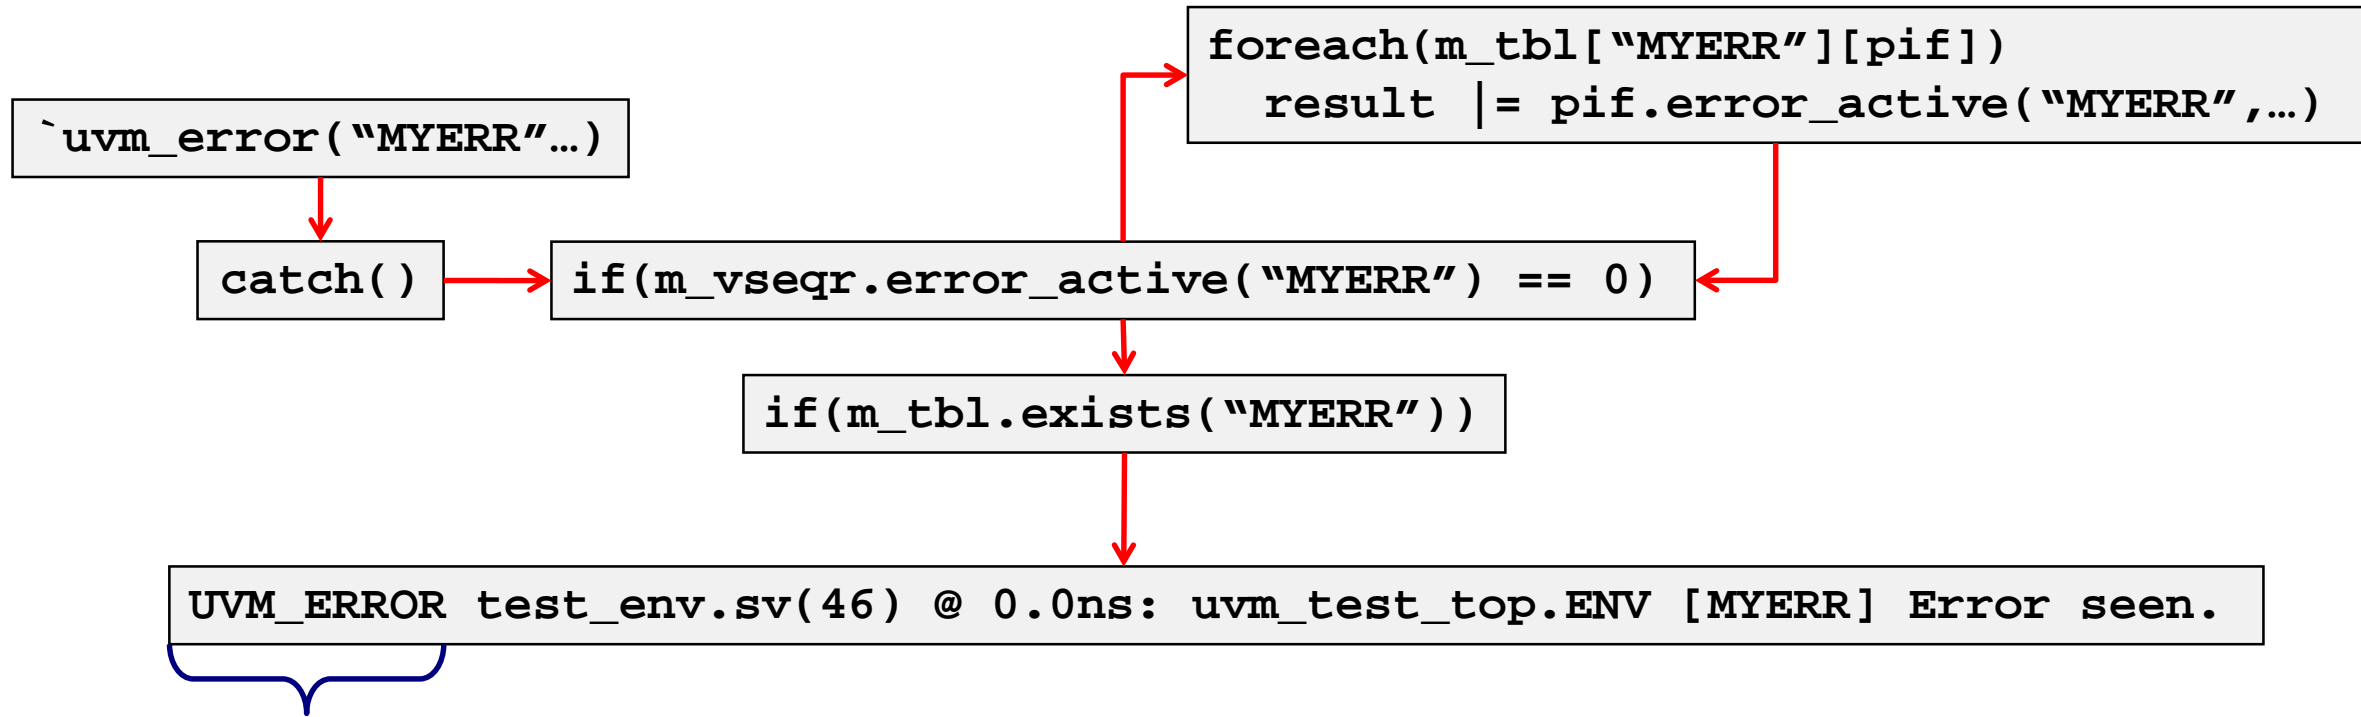 foreach(m_tbl[“MYERR”][pif])
result |= pif.error_active(“MYERR”,…)
`uvm_error(“MYERR”…)
catch()
if(m_vseqr.error_active(“MYERR”) == 0)
if(m_tbl.exists(“MYERR”))
UVM_ERROR test_env.sv(46) @ 0.0ns: uvm_test_top.ENV [MYERR] Error seen.